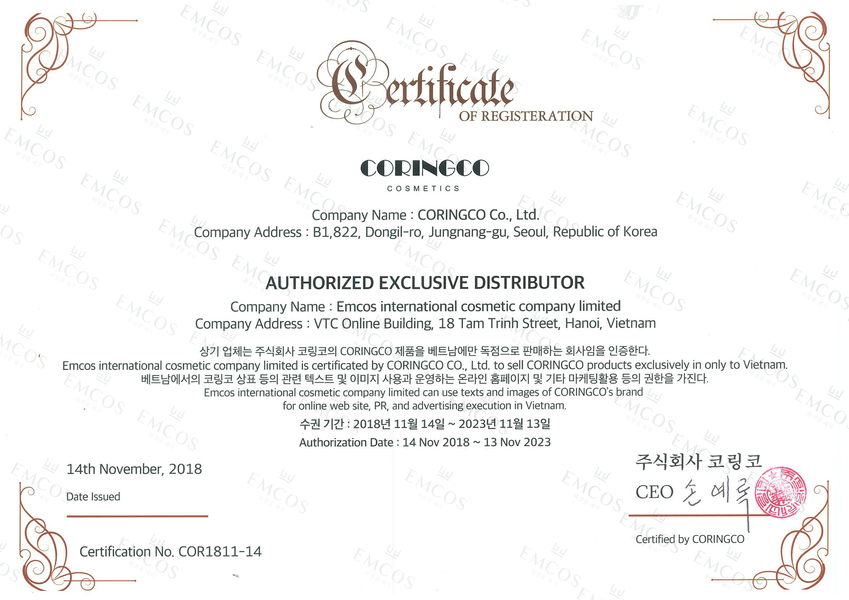 Certificate
OF REGISTERATION
CORINGCO
COSMETICS
Company Name : CORINGCO Co., Ltd.
Company Address : B1,822, Dongil-ro, Jungnang-gu, Seoul, Republic of Korea
AUTHORIZED EXCLUSIVE DISTRIBUTOR
Company Name : Emcos international cosmetic company limited
Company Address : VTC Online Building, 18 Tam Trinh Street, Hanoi, Vietnam
상기 업체는 주식회사 코링코의 CORINGCO 제품을 베트남에만 독점으로 판매하는 회사임을 인증한다.
Emcos international cosmetic company limited is certificated by CORINGCO CO., Ltd. to sell CORINGCO products exclusively in only to Vietnam.
베트남에서의 코링코 상표 등의 관련 텍스트 및 이미지 사용과 운영하는 온라인 홈페이지 및 기타 마케팅활용 등의 권한을 가진다.
Emcos international cosmetic company limited can use texts and images of CORINGCO's brand
for online web site, PR, and advertising execution in Vietnam.
수권 기간 : 2018년 11월 14일 ~ 2023년 11월 13일
Authorization Date : 14 Nov 2018 ~ 13 Nov 2023
14th November, 2018
Date Issued
Certification No. COR1811-14
주식회사 코링코
CEO 손예록
Certified by CORINGCO
EMCOS